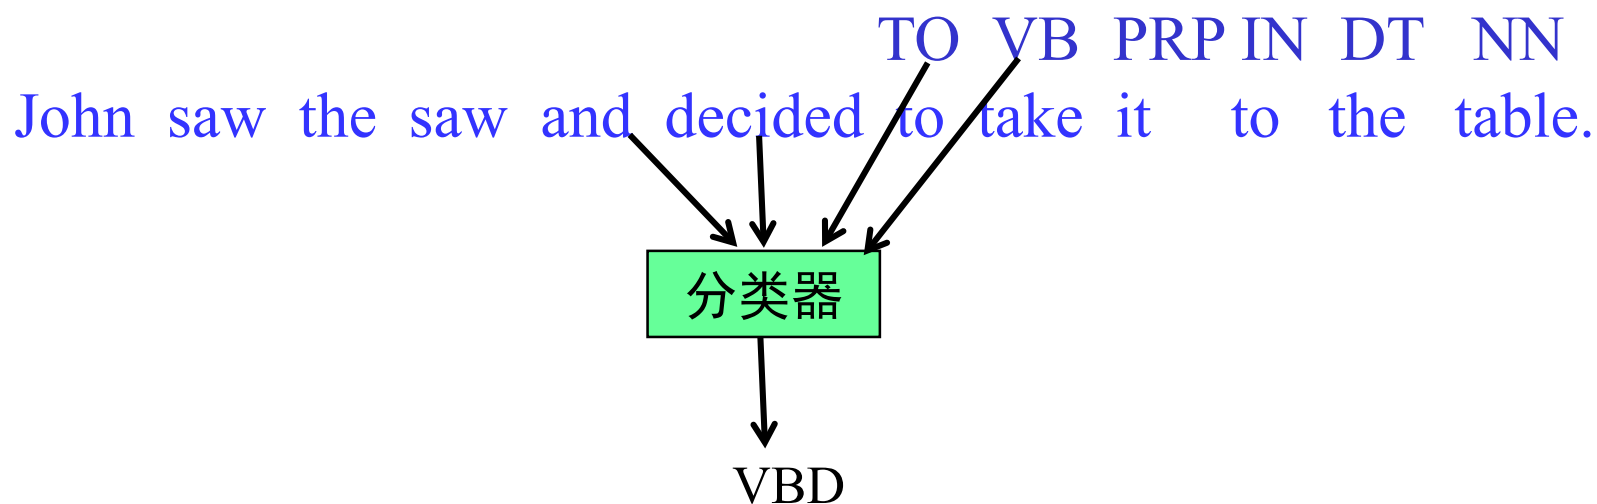 TO VB PRP IN DT NN
John saw the saw and decided to take it to the table.
分类器
VBD